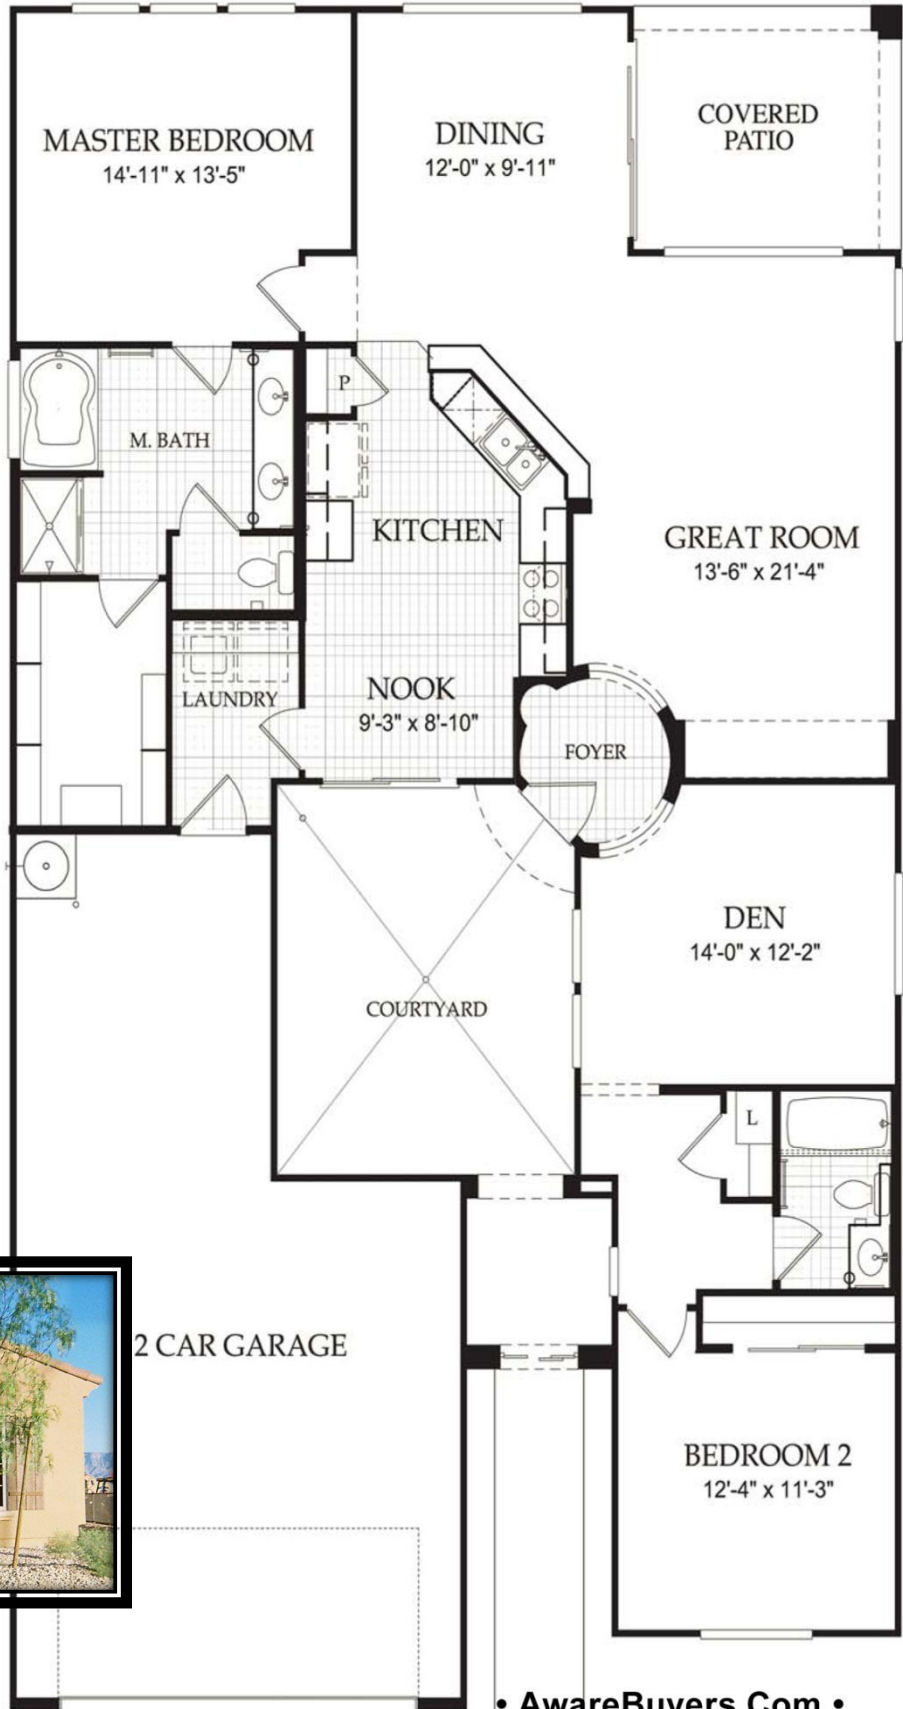 MASTER BEDROOM
14'-11" x 13'-5"
DINING
12'-0" x 9'-11"
COVERED
PATIO
P
M. BATH
KITCHEN
GREAT ROOM
13'-6" x 21'-4"
LAUNDRY
NOOK
9'-3" x 8'-10"
FOYER
DEN
14'-0" x 12'-2"
COURTYARD
L
2 CAR GARAGE
BEDROOM 2
12'-4" x 11'-3"
• AwareBuyers.Com •